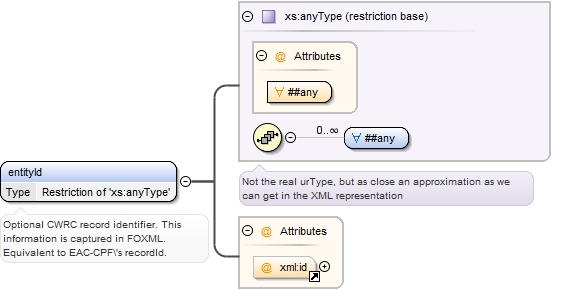 xs:anyType (restriction base)
@ Attributes
∀ ##any
0..∞
∀ ##any
entityId
Type Restriction of 'xs:anyType'
Not the real urType, but as close an approximation as we
can get in the XML representation
Optional CWRC record identifier. This
information is captured in FOXML.
Equivalent to EAC-CPF\'s recordId.
@ Attributes
@ xml:id